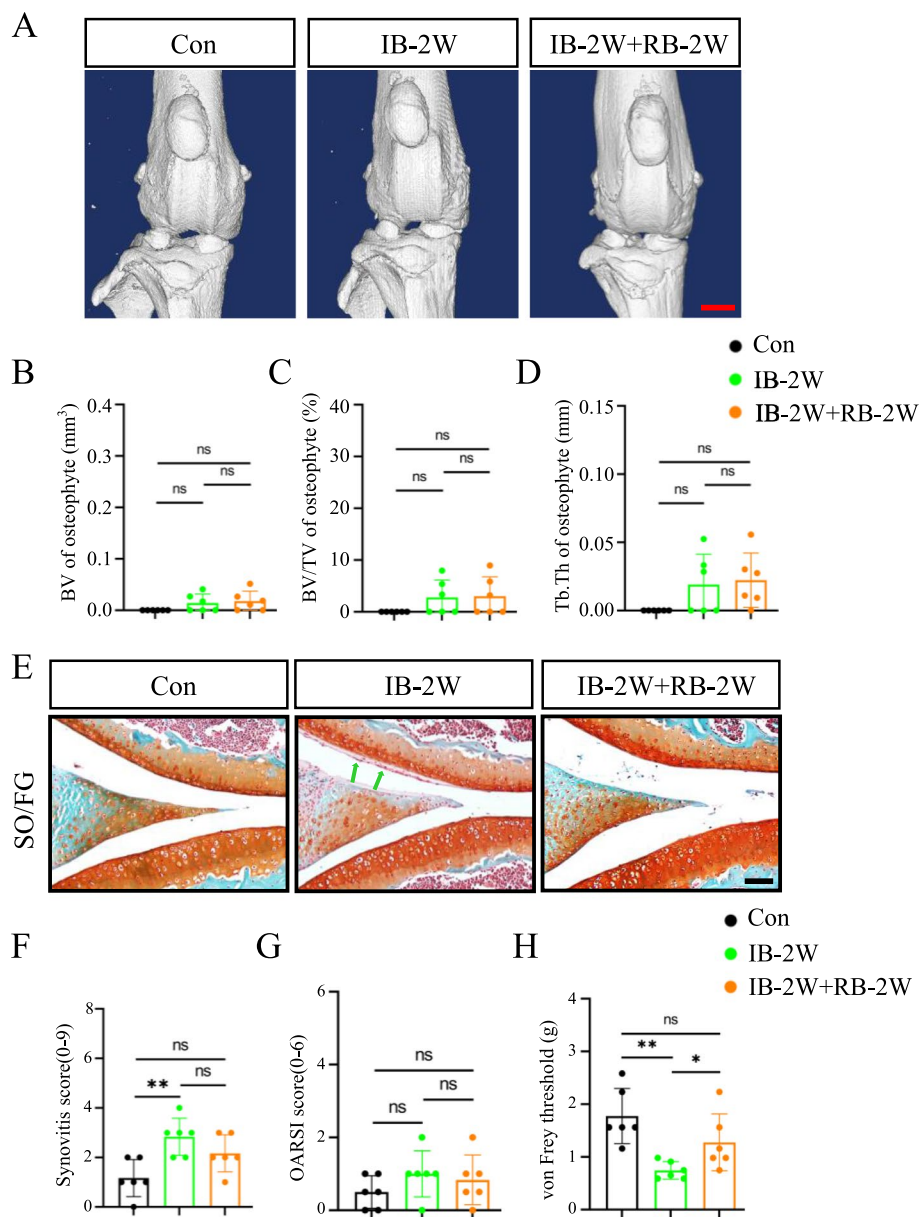 A
Con
IB-2W
IB-2W+RB-2W
Con
IB-2W
IB-2W+RB-2W
B
BV of osteophyte (mm³)
0.4
0.3
0.2
0.1
0.0
ns
ns
ns
C
BV/TV of osteophyte (%)
40
30
20
10
0
ns
ns
ns
D
Tb.Th of osteophyte (mm)
0.15
0.10
0.05
0.00
ns
ns
ns
E
Con
IB-2W
IB-2W+RB-2W
SO/FG
Con
IB-2W
IB-2W+RB-2W
F
Synovitis score(0-9)
8
6
4
2
0
ns
ns
**
G
OARSI score(0-6)
6
4
2
0
ns
ns
ns
H
von Frey threshold (g)
4
3
2
1
0
ns
**
*